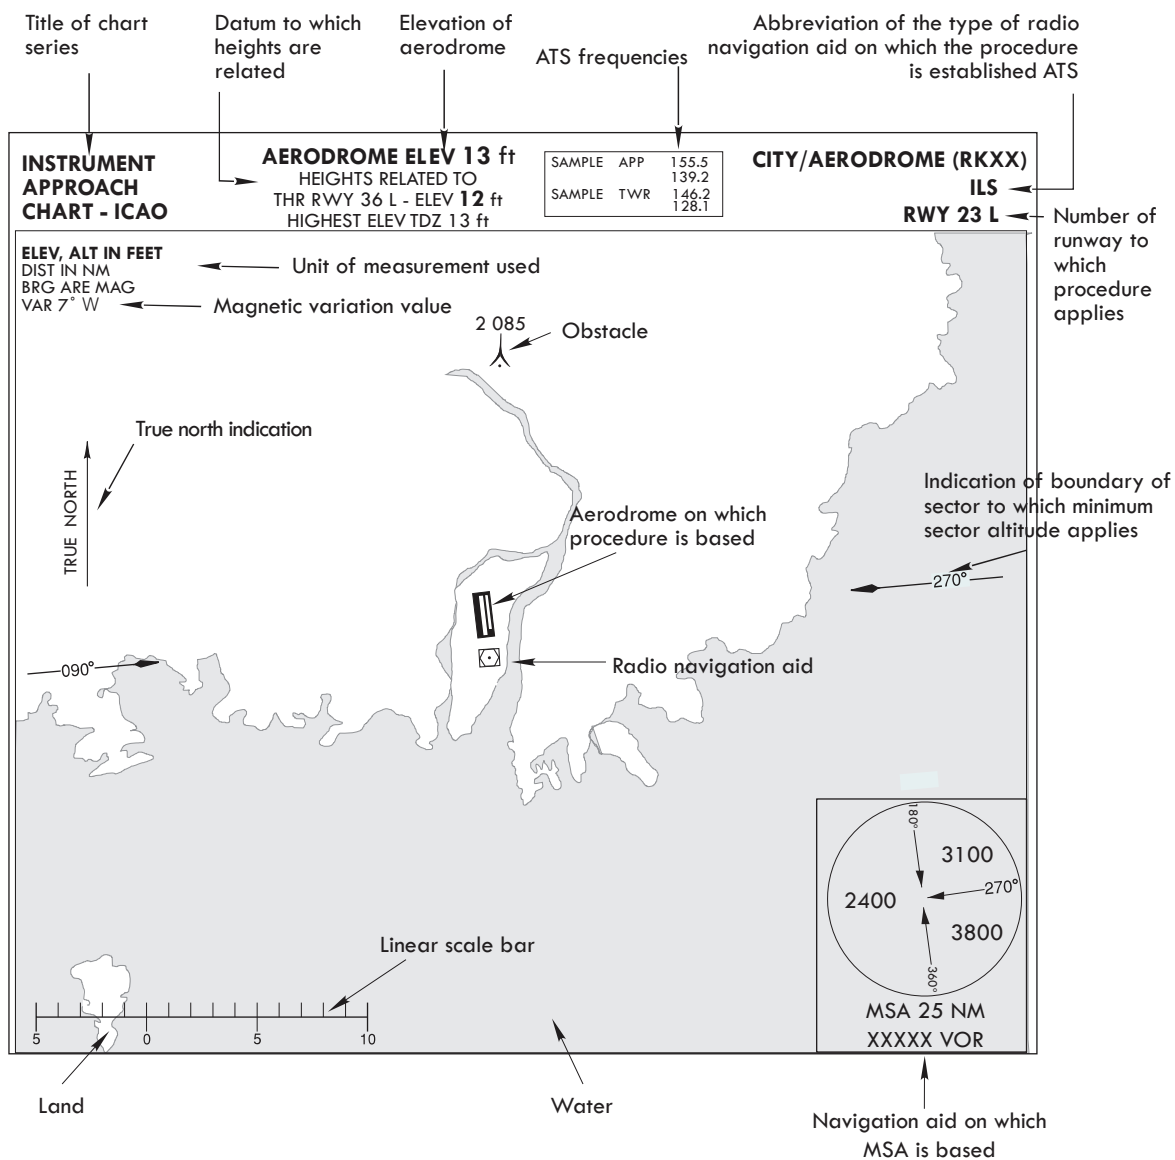 Title of chart
series
Datum to which
heights are
related
Elevation of
aerodrome
ATS frequencies
Abbreviation of the type of radio
navigation aid on which the procedure
is established ATS
INSTRUMENT
APPROACH
CHART - ICAO
AERODROME ELEV 13 ft
HEIGHTS RELATED TO
THR RWY 36 L - ELEV 12 ft
HIGHEST ELEV TDZ 13 ft
SAMPLE APP 155.5
139.2
SAMPLE TWR 146.2
128.1
CITY/AERODROME (RKXX)
ILS
RWY 23 L
Number of
runway to
which
procedure
applies
ELEV, ALT IN FEET
DIST IN NM
BRG ARE MAG
VAR 7° W
Unit of measurement used
Magnetic variation value
2 085
Obstacle
True north indication
TRUE NORTH
Indication of boundary of
sector to which minimum
sector altitude applies
Aerodrome on which
procedure is based
270°
090°
Radio navigation aid
180°
3100
270°
2400
3800
360°
MSA 25 NM
XXXXX VOR
Linear scale bar
5 0 5 10
Land
Water
Navigation aid on which
MSA is based